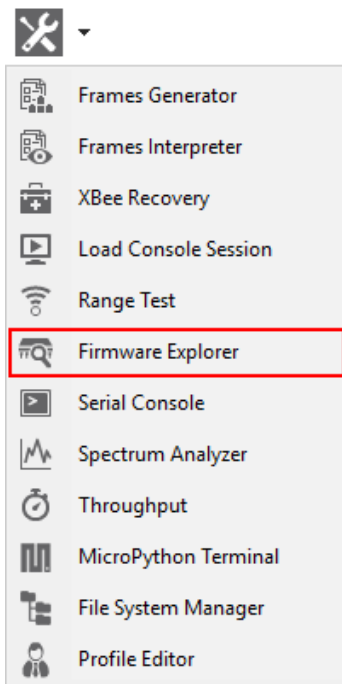 Frames Generator
Frames Interpreter
XBee Recovery
Load Console Session
Range Test
Firmware Explorer
Serial Console
Spectrum Analyzer
Throughput
MicroPython Terminal
File System Manager
Profile Editor